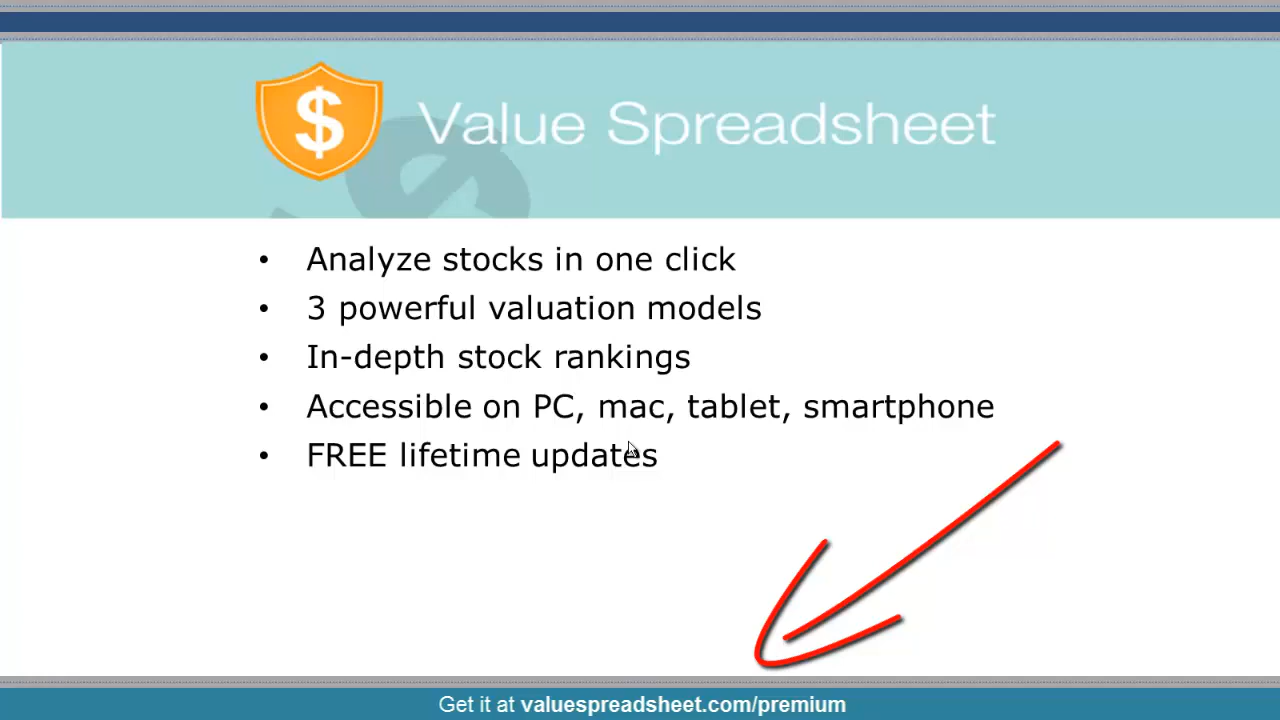 $ Value Spreadsheet
• Analyze stocks in one click
• 3 powerful valuation models
• In-depth stock rankings
• Accessible on PC, mac, tablet, smartphone
• FREE lifetime updates
Get it at valuespreadsheet.com/premium